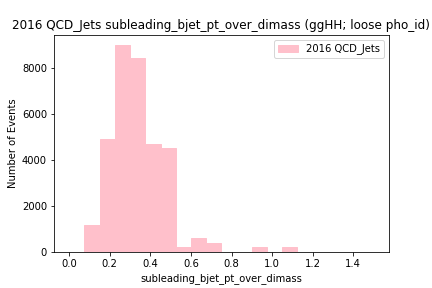 2016 QCD_Jets subleading_bjet_pt_over_dimass (ggHH; loose pho_id)
2016 QCD_Jets
Number of Events
8000
6000
4000
2000
0
0.0 0.2 0.4 0.6 0.8 1.0 1.2 1.4
subleading_bjet_pt_over_dimass